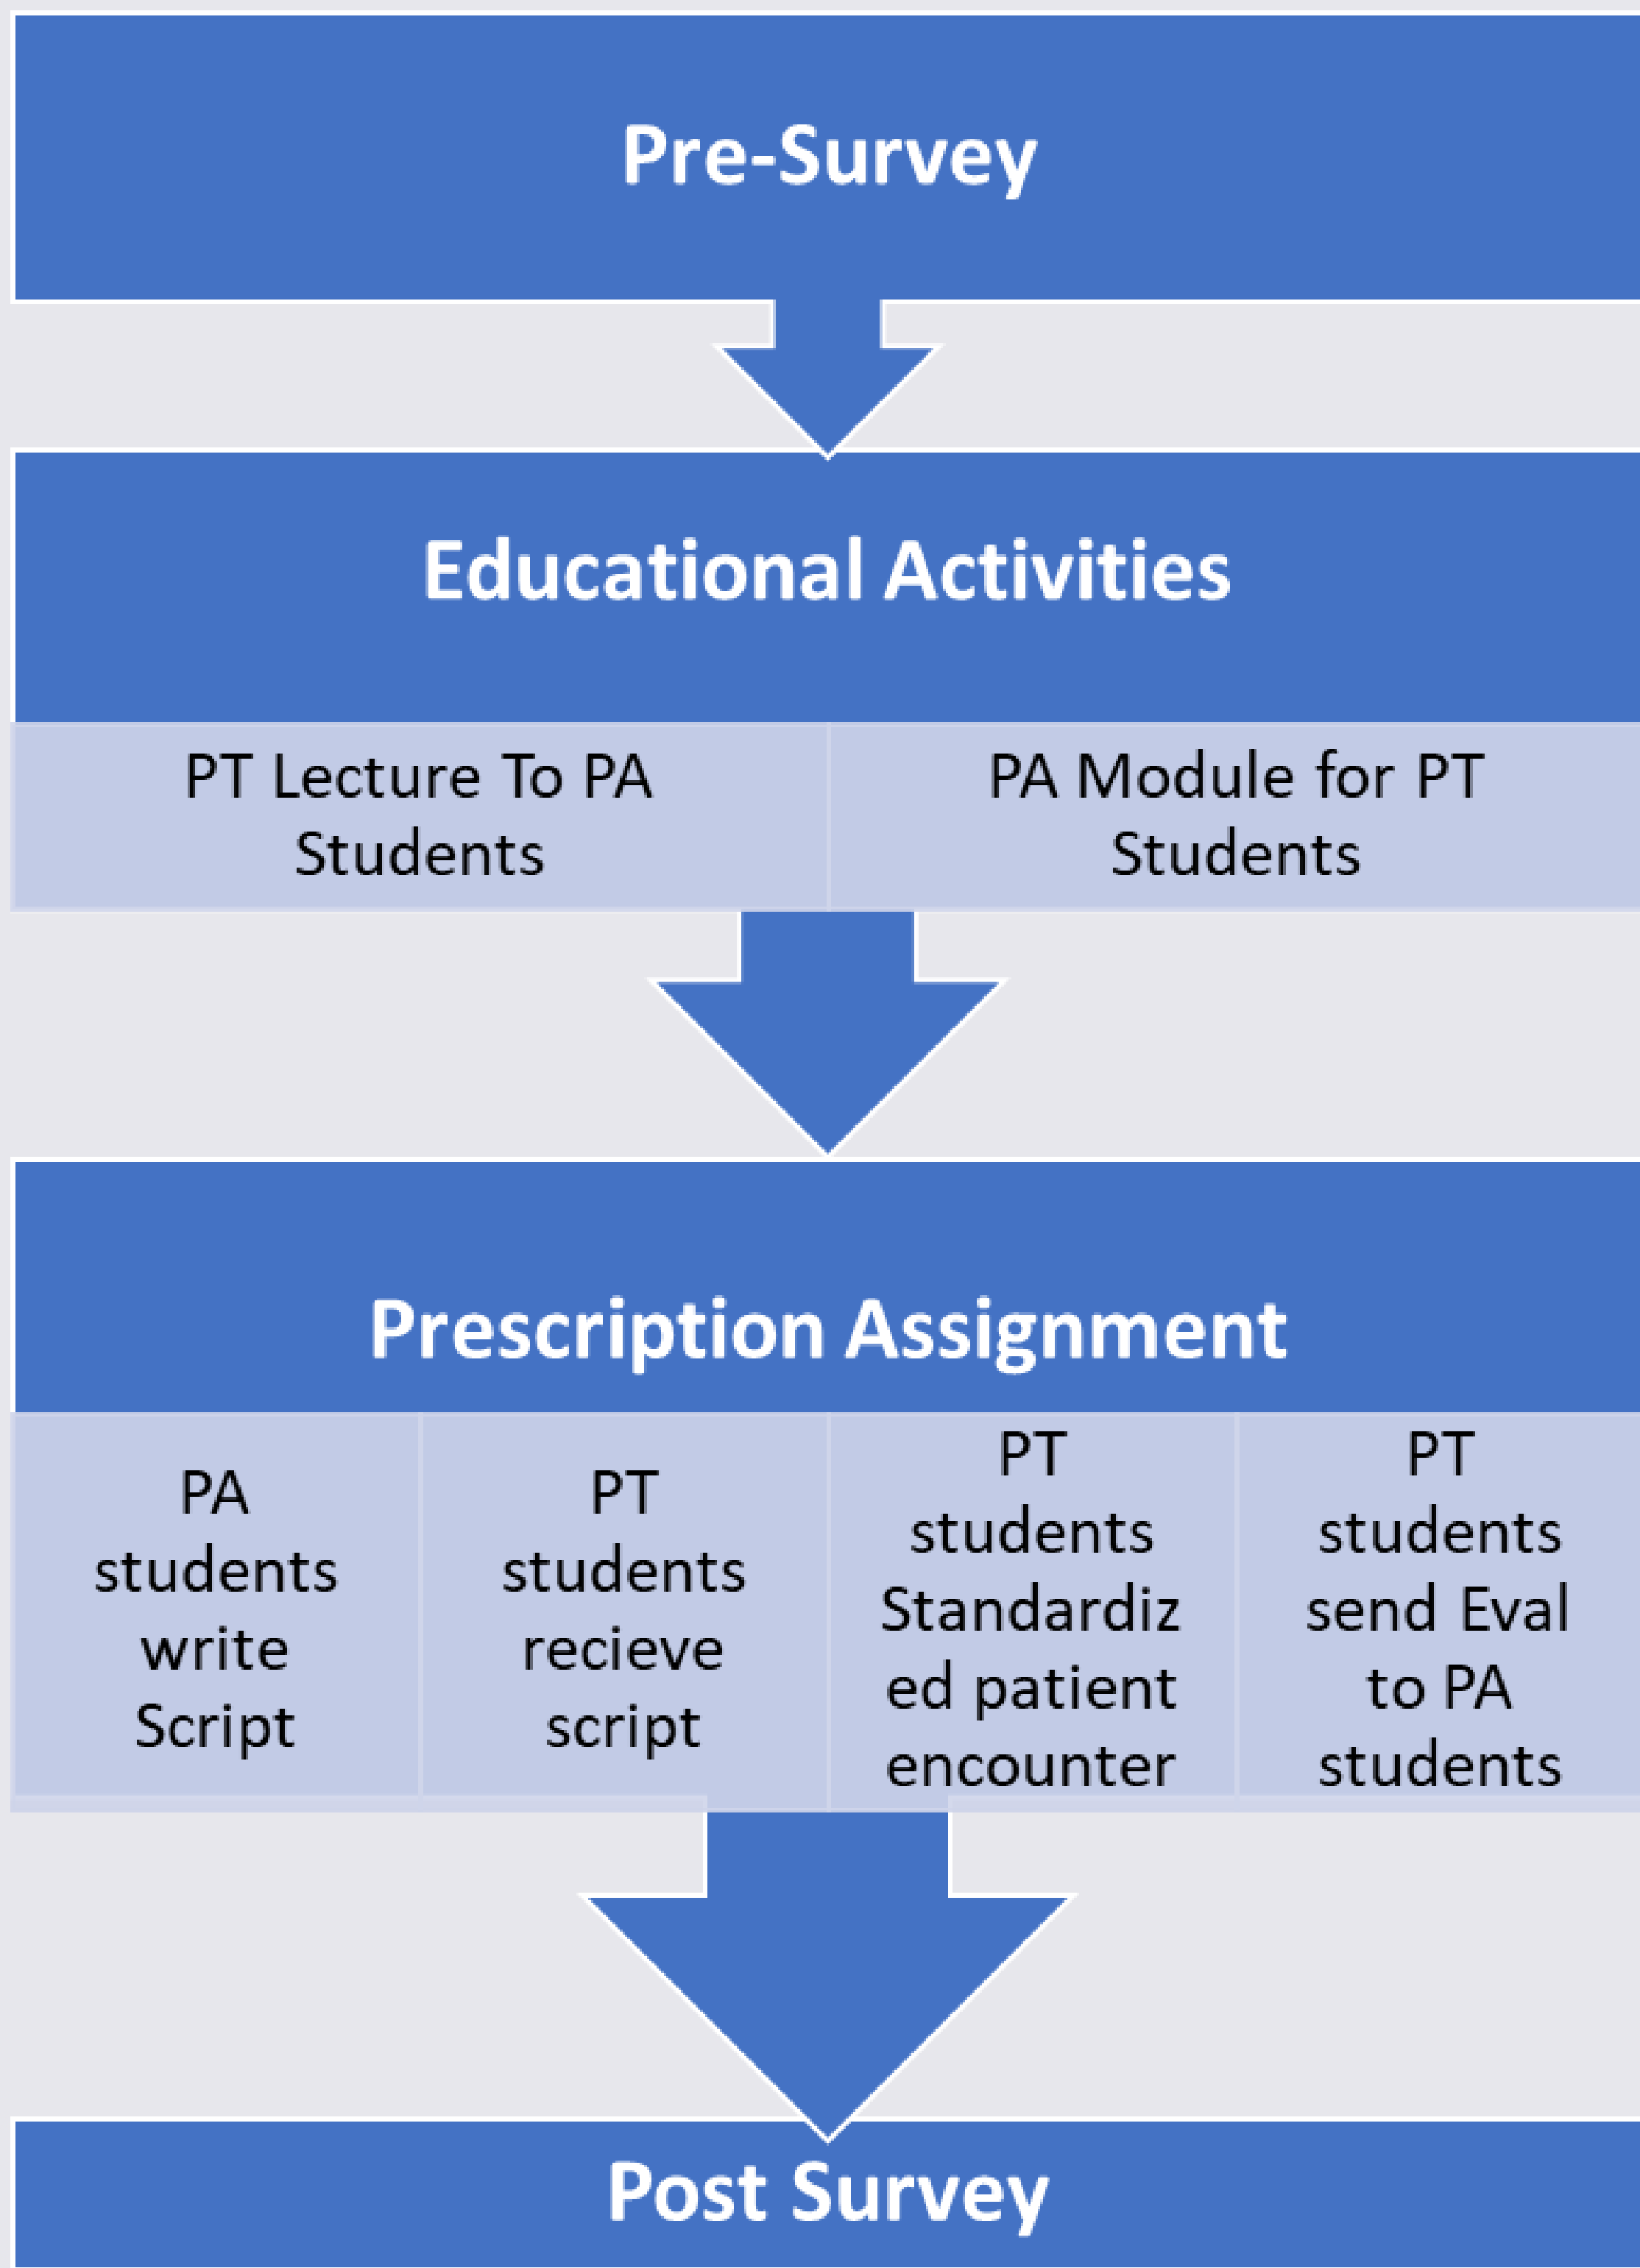 Pre-Survey
Educational Activities
PT Lecture To PA
Students
PA Module for PT
Students
Prescription Assignment
PA
students
write
Script
PT
students
recieve
script
PT
students
Standardiz
ed patient
encounter
PT
students
send Eval
to PA
students
Post Survey